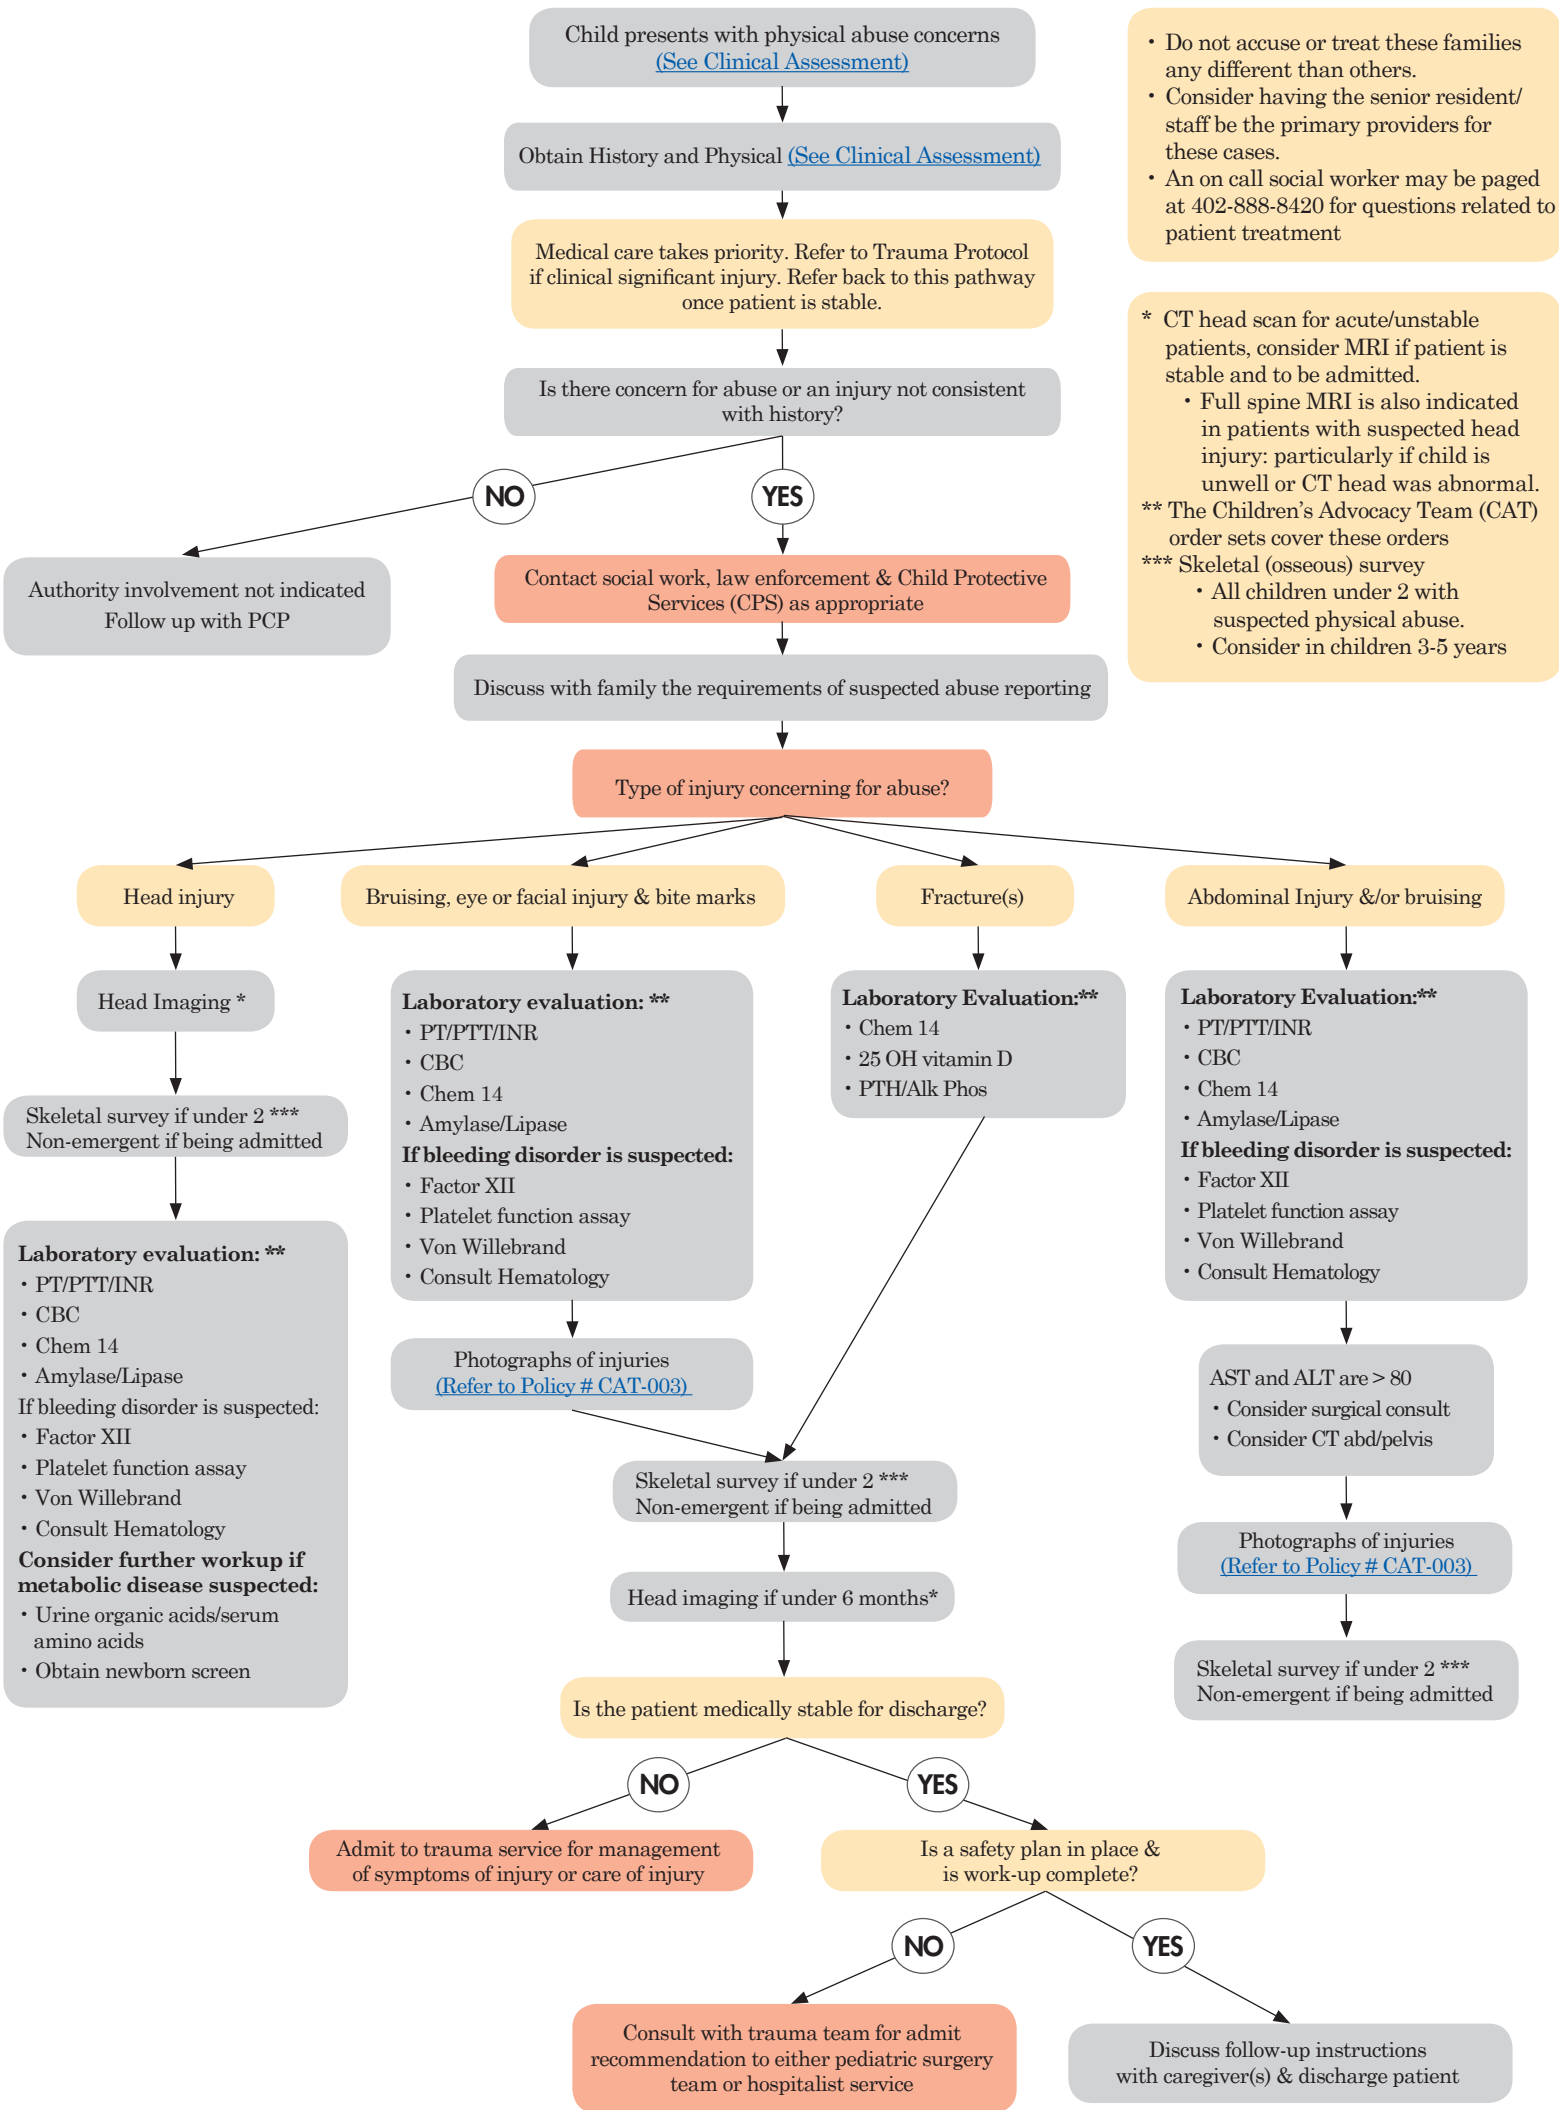 Child presents with physical abuse concerns
(See Clinical Assessment)
Obtain History and Physical (See Clinical Assessment)
Medical care takes priority. Refer to Trauma Protocol
if clinical significant injury. Refer back to this pathway
once patient is stable.
Is there concern for abuse or an injury not consistent
with history?
• Do not accuse or treat these families
any different than others.
• Consider having the senior resident/
staff be the primary providers for
these cases.
• An on call social worker may be paged
at 402-888-8420 for questions related to
patient treatment
* CT head scan for acute/unstable
patients, consider MRI if patient is
stable and to be admitted.
• Full spine MRI is also indicated
in patients with suspected head
injury: particularly if child is
unwell or CT head was abnormal.
** The Children's Advocacy Team (CAT)
order sets cover these orders
*** Skeletal (osseous) survey
• All children under 2 with
suspected physical abuse.
• Consider in children 3-5 years
NO
YES
Authority involvement not indicated
Follow up with PCP
Contact social work, law enforcement & Child Protective
Services (CPS) as appropriate
Discuss with family the requirements of suspected abuse reporting
Type of injury concerning for abuse?
Head injury
Head Imaging *
Skeletal survey if under 2 ***
Non-emergent if being admitted
Laboratory evaluation: **
• PT/PTT/INR
• CBC
• Chem 14
• Amylase/Lipase
If bleeding disorder is suspected:
• Factor XII
• Platelet function assay
• Von Willebrand
• Consult Hematology
Consider further workup if
metabolic disease suspected:
• Urine organic acids/serum
amino acids
• Obtain newborn screen
Bruising, eye or facial injury & bite marks
Laboratory evaluation: **
• PT/PTT/INR
• CBC
• Chem 14
• Amylase/Lipase
If bleeding disorder is suspected:
• Factor XII
• Platelet function assay
• Von Willebrand
• Consult Hematology
Photographs of injuries
(Refer to Policy # CAT-003)
Fracture(s)
Laboratory Evaluation:**
• Chem 14
• 25 OH vitamin D
• PTH/Alk Phos
Skeletal survey if under 2 ***
Non-emergent if being admitted
Head imaging if under 6 months*
Abdominal Injury &/or bruising
Laboratory Evaluation:**
• PT/PTT/INR
• CBC
• Chem 14
• Amylase/Lipase
If bleeding disorder is suspected:
• Factor XII
• Platelet function assay
• Von Willebrand
• Consult Hematology
AST and ALT are > 80
• Consider surgical consult
• Consider CT abd/pelvis
Photographs of injuries
(Refer to Policy # CAT-003)
Skeletal survey if under 2 ***
Non-emergent if being admitted
Is the patient medically stable for discharge?
NO
YES
Admit to trauma service for management
of symptoms of injury or care of injury
Is a safety plan in place &
is work-up complete?
NO
YES
Consult with trauma team for admit
recommendation to either pediatric surgery
team or hospitalist service
Discuss follow-up instructions
with caregiver(s) & discharge patient